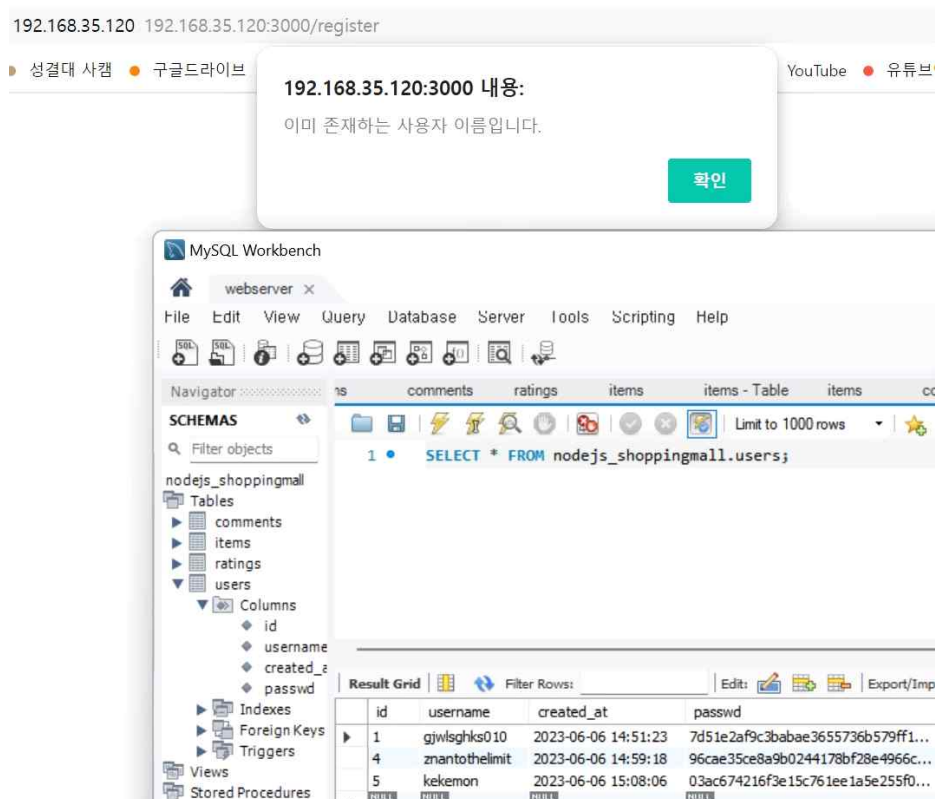 192.168.35.120 192.168.35.120:3000/register
성결대 사캠 구글드라이브 YouTube 유튜브
192.168.35.120:3000 내용:
이미 존재하는 사용자 이름입니다.
확인
MySQL Workbench
webserver
File Edit View Query Database Server Tools Scripting Help
Navigator
comments ratings items items - Table items
SCHEMAS
Limit to 1000 rows
Filter objects
1 SELECT * FROM nodejs_shoppingmall.users;
nodejs_shoppingmall
Tables
comments
items
ratings
users
Columns
id
username
created_a
passwd
Indexes
Foreign Keys
Triggers
Views
Stored Procedures
Result Grid Filter Rows: Edit: Export/Imp
id username created_at passwd
1 gjwlsghks010 2023-06-06 14:51:23 7d51e2af9c3babae3655736b579ff1...
4 znantothelimit 2023-06-06 14:59:18 96cae35ce8a9b0244178bf28e4966c...
5 kekemon 2023-06-06 15:08:06 03ac674216f3e15c761ee1a5e255f0...
NULL NULL NULL NULL